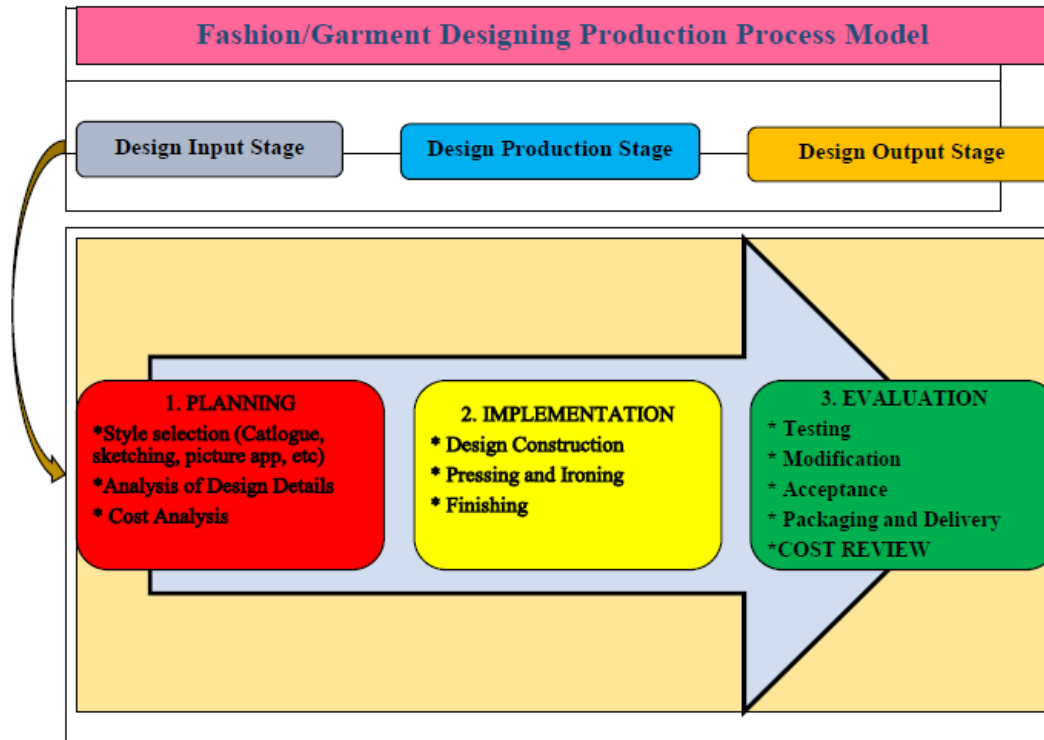 Fashion/Garment Designing Production Process Model
Design Input Stage
Design Production Stage
Design Output Stage
1. PLANNING
*Style selection (Catlogue,
sketching, picture app, etc)
*Analysis of Design Details
* Cost Analysis
2. IMPLEMENTATION
* Design Construction
* Pressing and Ironing
* Finishing
3. EVALUATION
* Testing
* Modification
* Acceptance
* Packaging and Delivery
*COST REVIEW